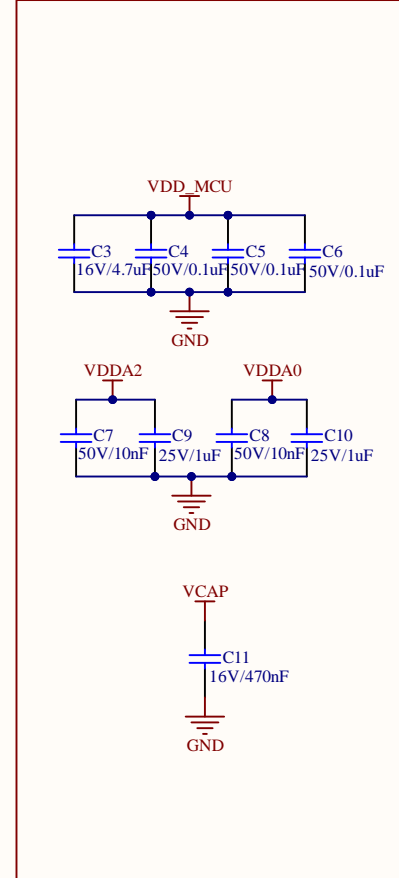 VDD_MCU
C3 C4 C5 C6
16V/4.7uF 50V/0.1uF 50V/0.1uF 50V/0.1uF
GND
VDDA2 VDDA0
C7 C9 C8 C10
50V/10nF 25V/1uF 50V/10nF 25V/1uF
GND
VCAP
C11
16V/470nF
GND